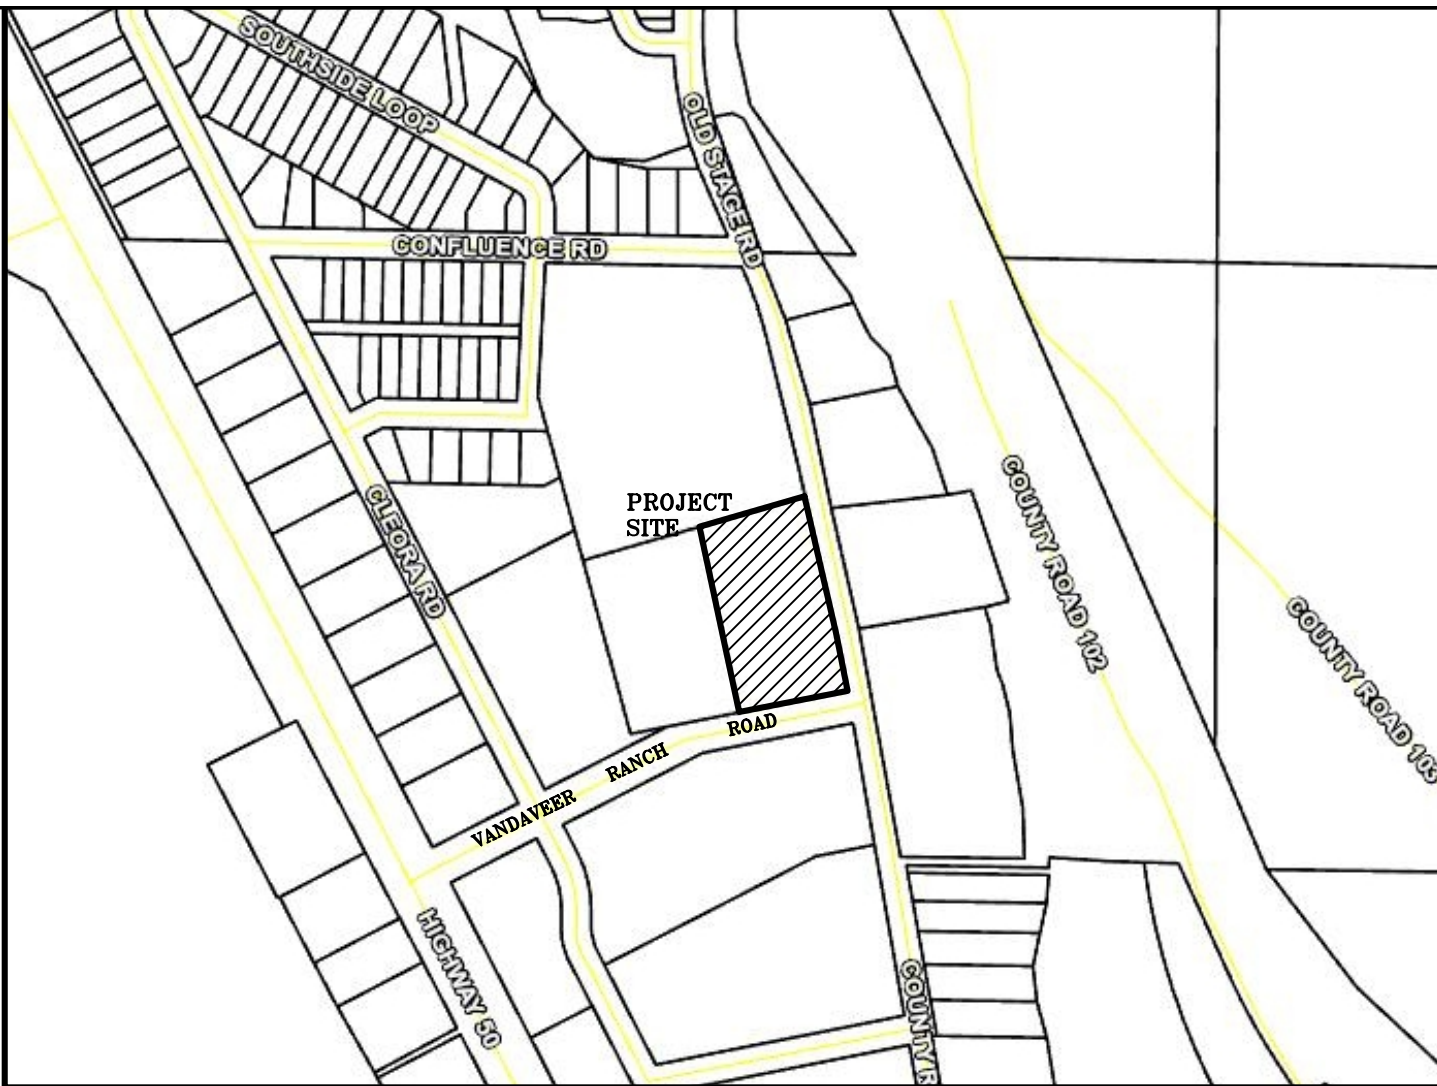 SOUTHSIDE LOOP
OLD STAGE RD
CONFLUENCE RD
PROJECT
SITE
CLEORA RD
COUNTY ROAD 102
COUNTY ROAD 103
VANDAVEER RANCH ROAD
HIGHWAY 50
COUNTY R